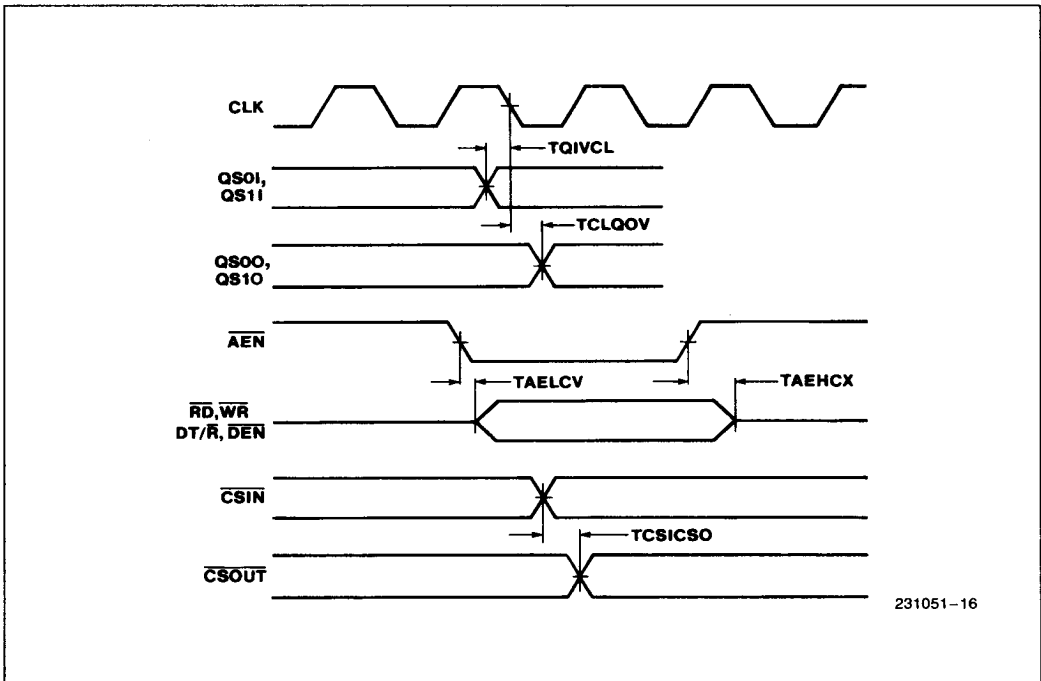 CLK
TQIVCL
QS0I,
QS1I
TCLQOV
QS0O,
QS1O
AEN
TAELCV
TAEHCX
RD,WR
DT/R, DEN
CSIN
TCSICSO
CSOUT
231051–16